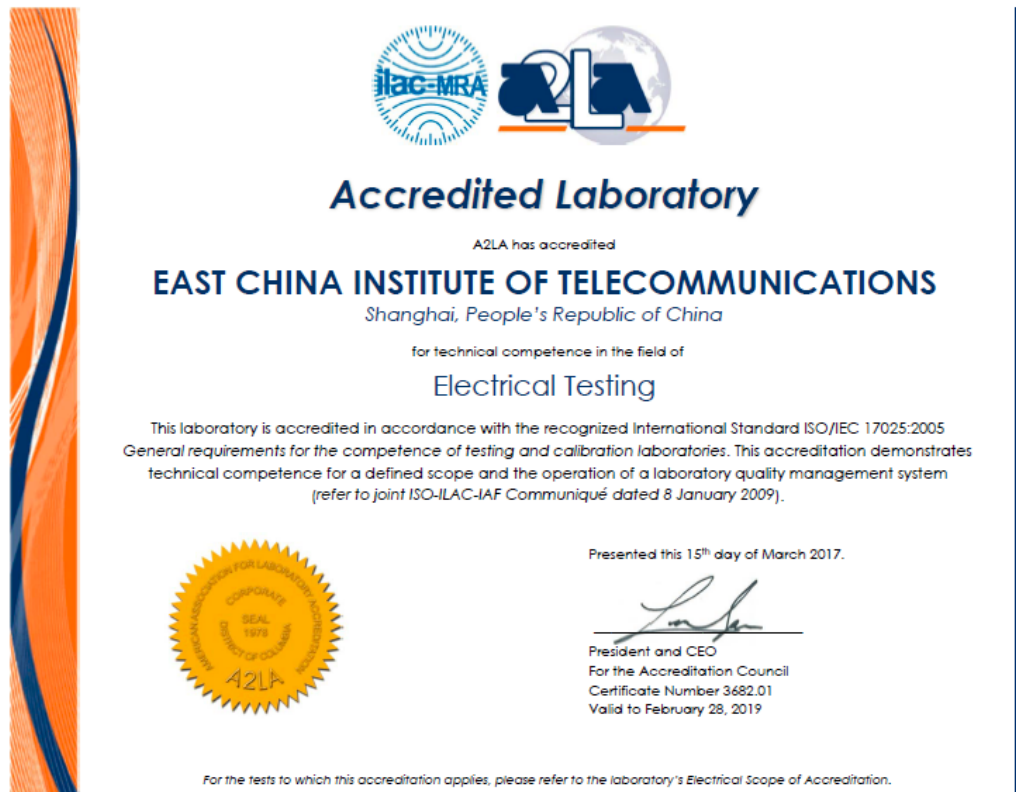 ilac-MRA
A2LA
Accredited Laboratory
A2LA has accredited
EAST CHINA INSTITUTE OF TELECOMMUNICATIONS
Shanghai, People's Republic of China
for technical competence in the field of
Electrical Testing
This laboratory is accredited in accordance with the recognized International Standard ISO/IEC 17025:2005
General requirements for the competence of testing and calibration laboratories. This accreditation demonstrates
technical competence for a defined scope and the operation of a laboratory quality management system
(refer to joint ISO-ILAC-IAF Communiqué dated 8 January 2009).
AMERICAN ASSOCIATION FOR LABORATORY ACCREDITATION
CORPORATE
SEAL
1978
DISTRICT OF COLUMBIA
A2LA
Presented this 15th day of March 2017.
President and CEO
For the Accreditation Council
Certificate Number 3682.01
Valid to February 28, 2019
For the tests to which this accreditation applies, please refer to the laboratory's Electrical Scope of Accreditation.